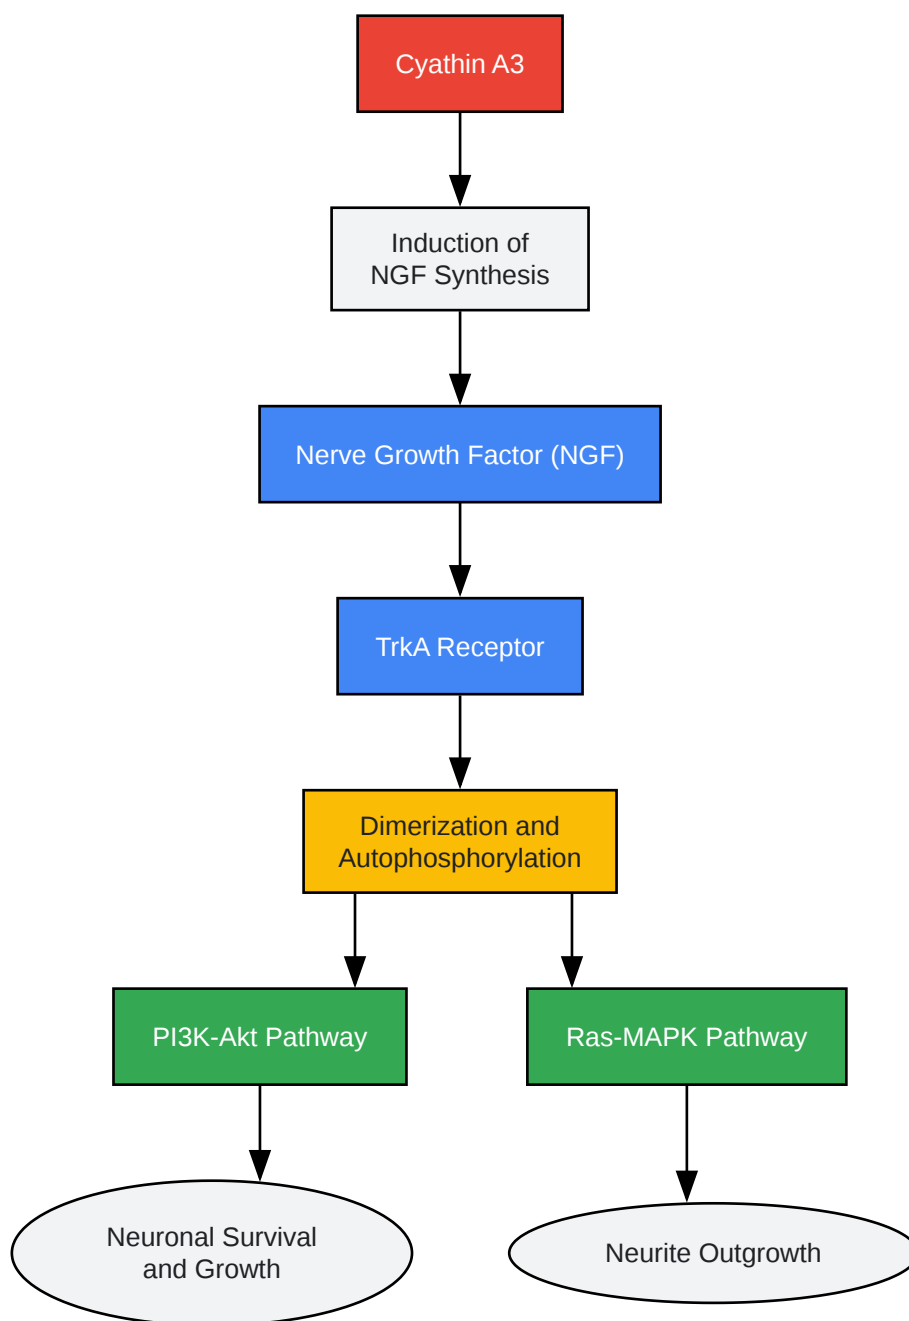 Cyathin A3
Induction of
NGF Synthesis
Nerve Growth Factor (NGF)
TrkA Receptor
Dimerization and
Autophosphorylation
PI3K-Akt Pathway
Ras-MAPK Pathway
Neuronal Survival
and Growth
Neurite Outgrowth